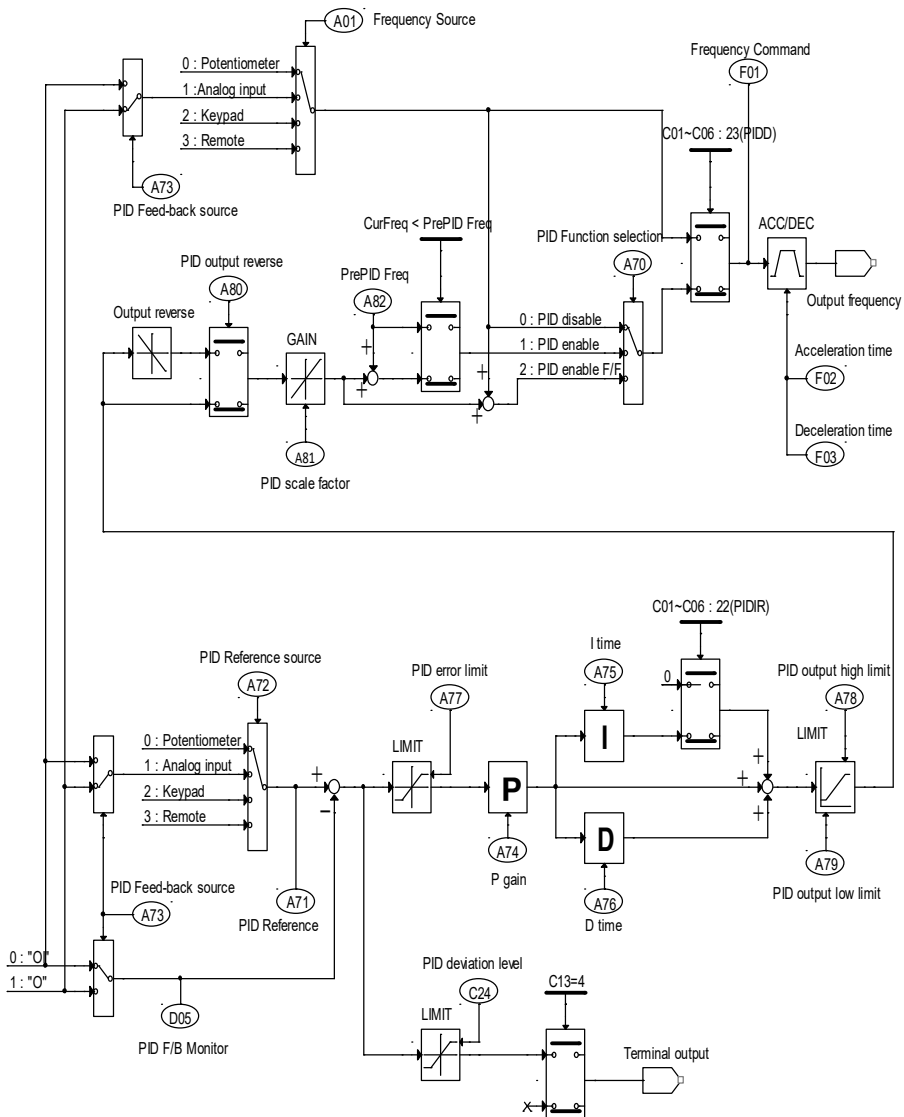 A01
Frequency Source
0 : Potentiometer
1 :Analog input
2 : Keypad
3 : Remote
A73
PID Feed-back source
Frequency Command
F01
C01~C06 : 23(PIDD)
ACC/DEC
Output frequency
Acceleration time
F02
Deceleration time
F03
CurFreq < PrePID Freq
PID Function selection
A70
PID output reverse
A80
PrePID Freq
A82
Output reverse
GAIN
+
+
+
+
0 : PID disable
1 : PID enable
2 : PID enable F/F
A81
PID scale factor
C01~C06 : 22(PIDIR)
PID Reference source
A72
PID error limit
A77
I time
A75
0
PID output high limit
A78
LIMIT
0 : Potentiometer
1 : Analog input
2 : Keypad
3 : Remote
+
−
LIMIT
P
I
D
+
+
+
A74
P gain
A76
D time
A79
PID output low limit
PID Feed-back source
A73
A71
PID Reference
0 : "OI"
1 : "O"
D05
PID F/B Monitor
PID deviation level
C24
LIMIT
C13=4
Terminal output
X